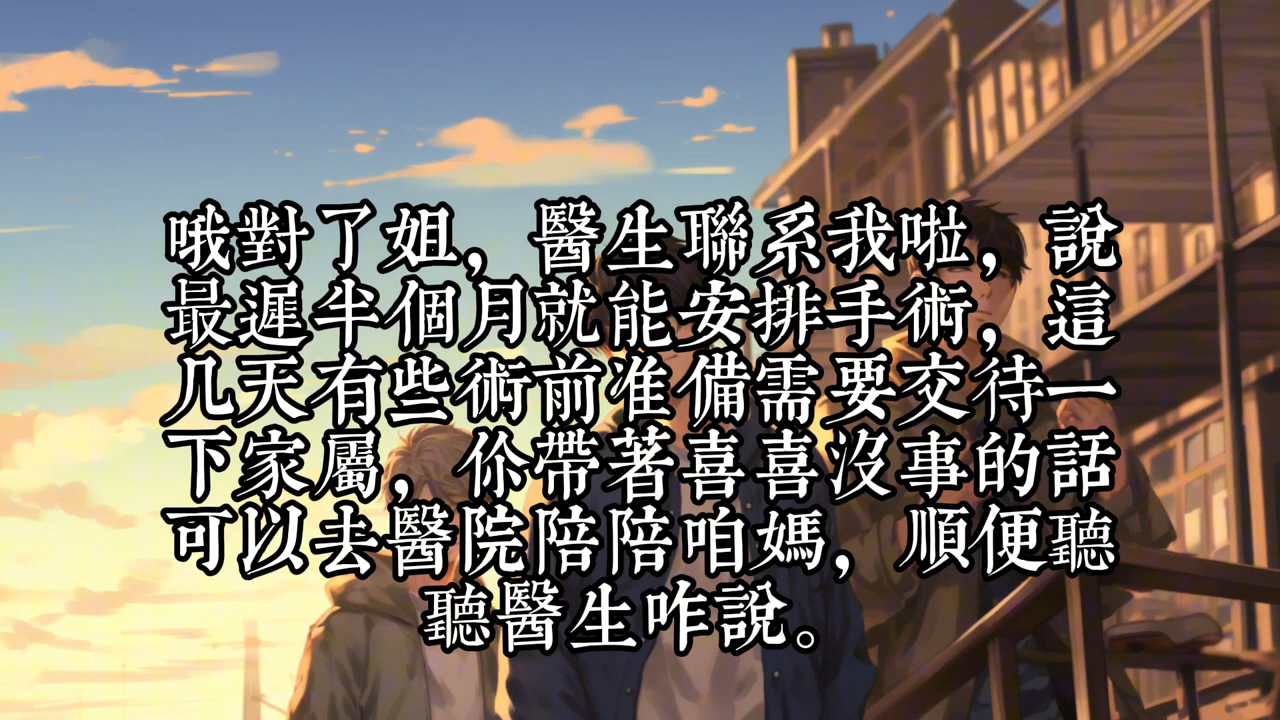 哦對了姐，醫生聯系我啦，說
最遲半個月就能安排手術，這
几天有些術前准備需要交待一
下家屬，伱帶著喜喜沒事的話
可以去醫院陪陪咱媽，順便聽
聽醫生咋說。